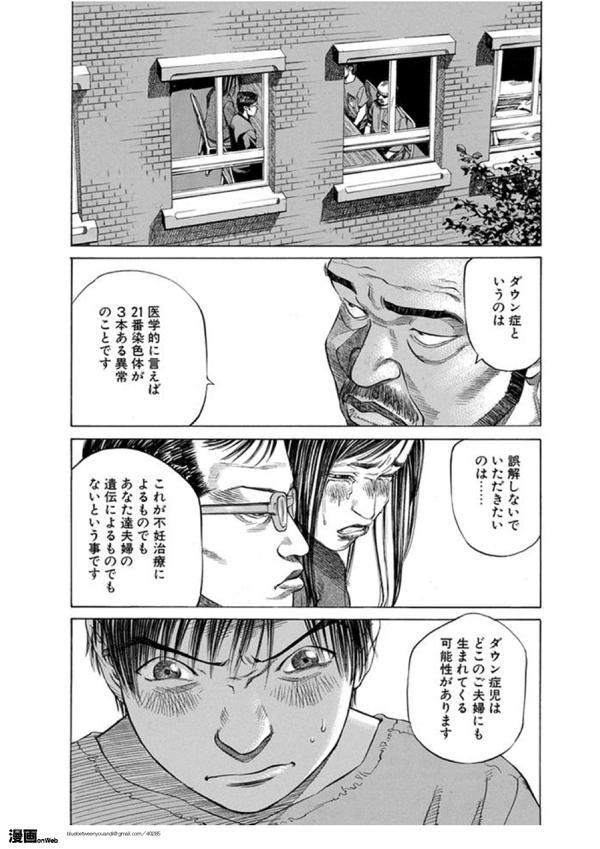 ダウン症と
いうのは
医学的に言えば
21番染色体が
3本ある異常
のことです
誤解しないで
いただきたい
のは……
これが不妊治療に
よるものでも
あなた達夫婦の
遺伝によるものでも
ないという事です
ダウン症児は
どこのご夫婦にも
生まれてくる
可能性があります
漫画onWeb
bluebetweenyouandi@gmail.com/40285